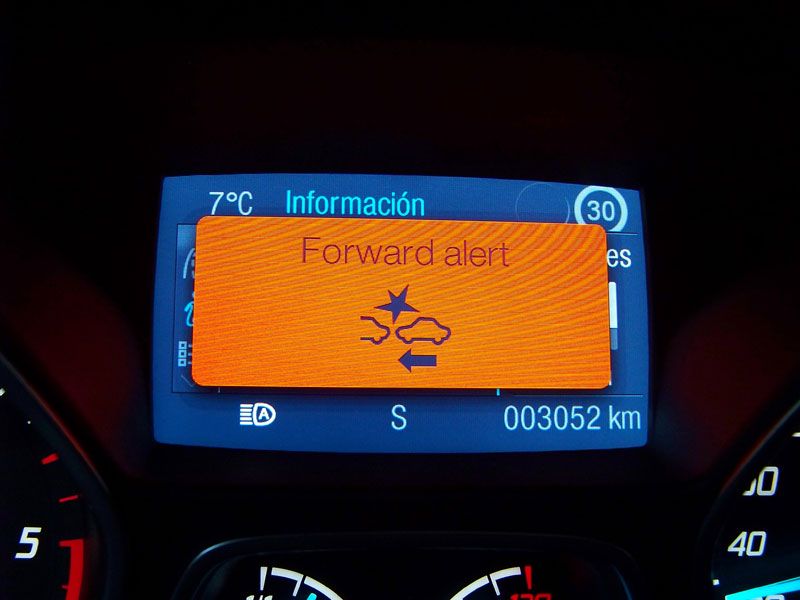 7°C Información 30
Forward alert
es
A
S 003052 km
5
40